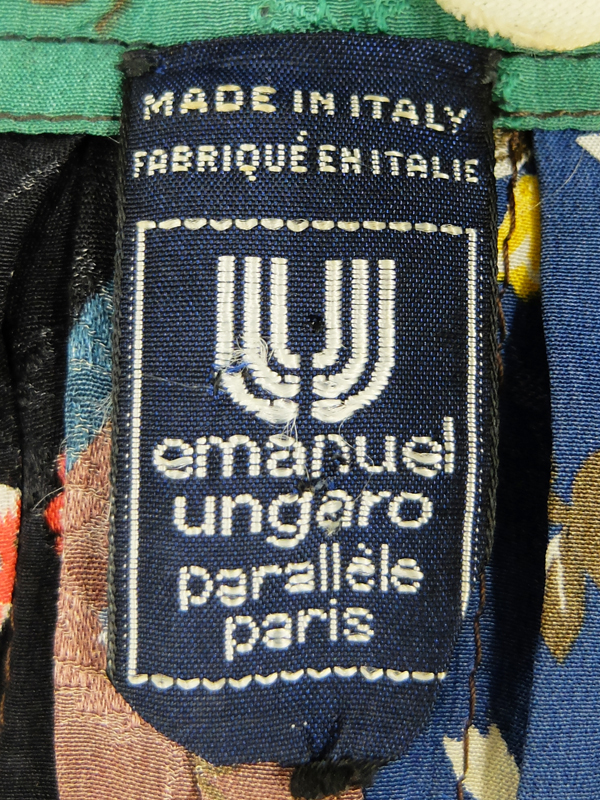 MADE IN ITALY
FABRIQUÉ EN ITALIE
emanuel
ungaro
parallèle
paris